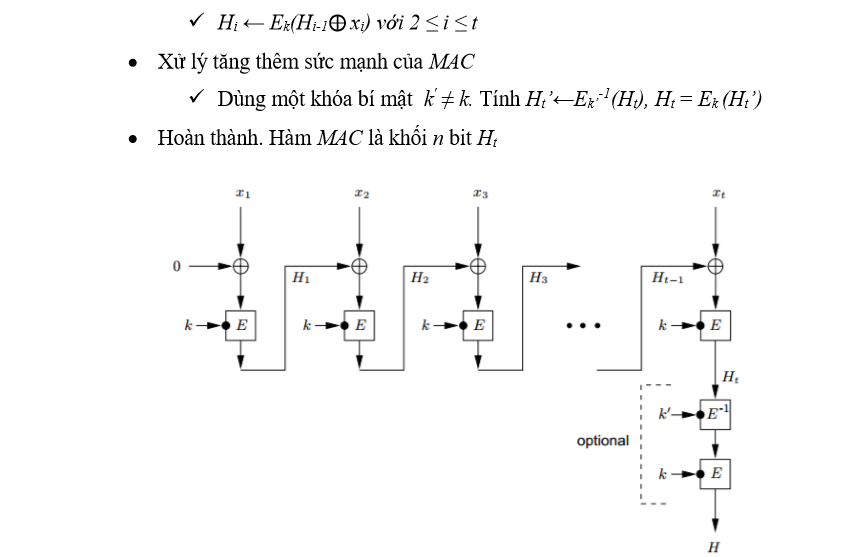 ✓ Hᵢ ← Eₖ(Hᵢ₋₁⊕xᵢ) với 2 ≤ i ≤ t
• Xử lý tăng thêm sức mạnh của MAC
✓ Dùng một khóa bí mật k' ≠ k. Tính Hₜ'←Eₖ'⁻¹(Hₜ), Hₜ = Eₖ (Hₜ')
• Hoàn thành. Hàm MAC là khối n bit Hₜ
x₁ x₂ x₃ xₜ
0 H₁ H₂ H₃ Hₜ₋₁
k E k E k E • • • k E
Hₜ
k' E⁻¹
optional
k E
H